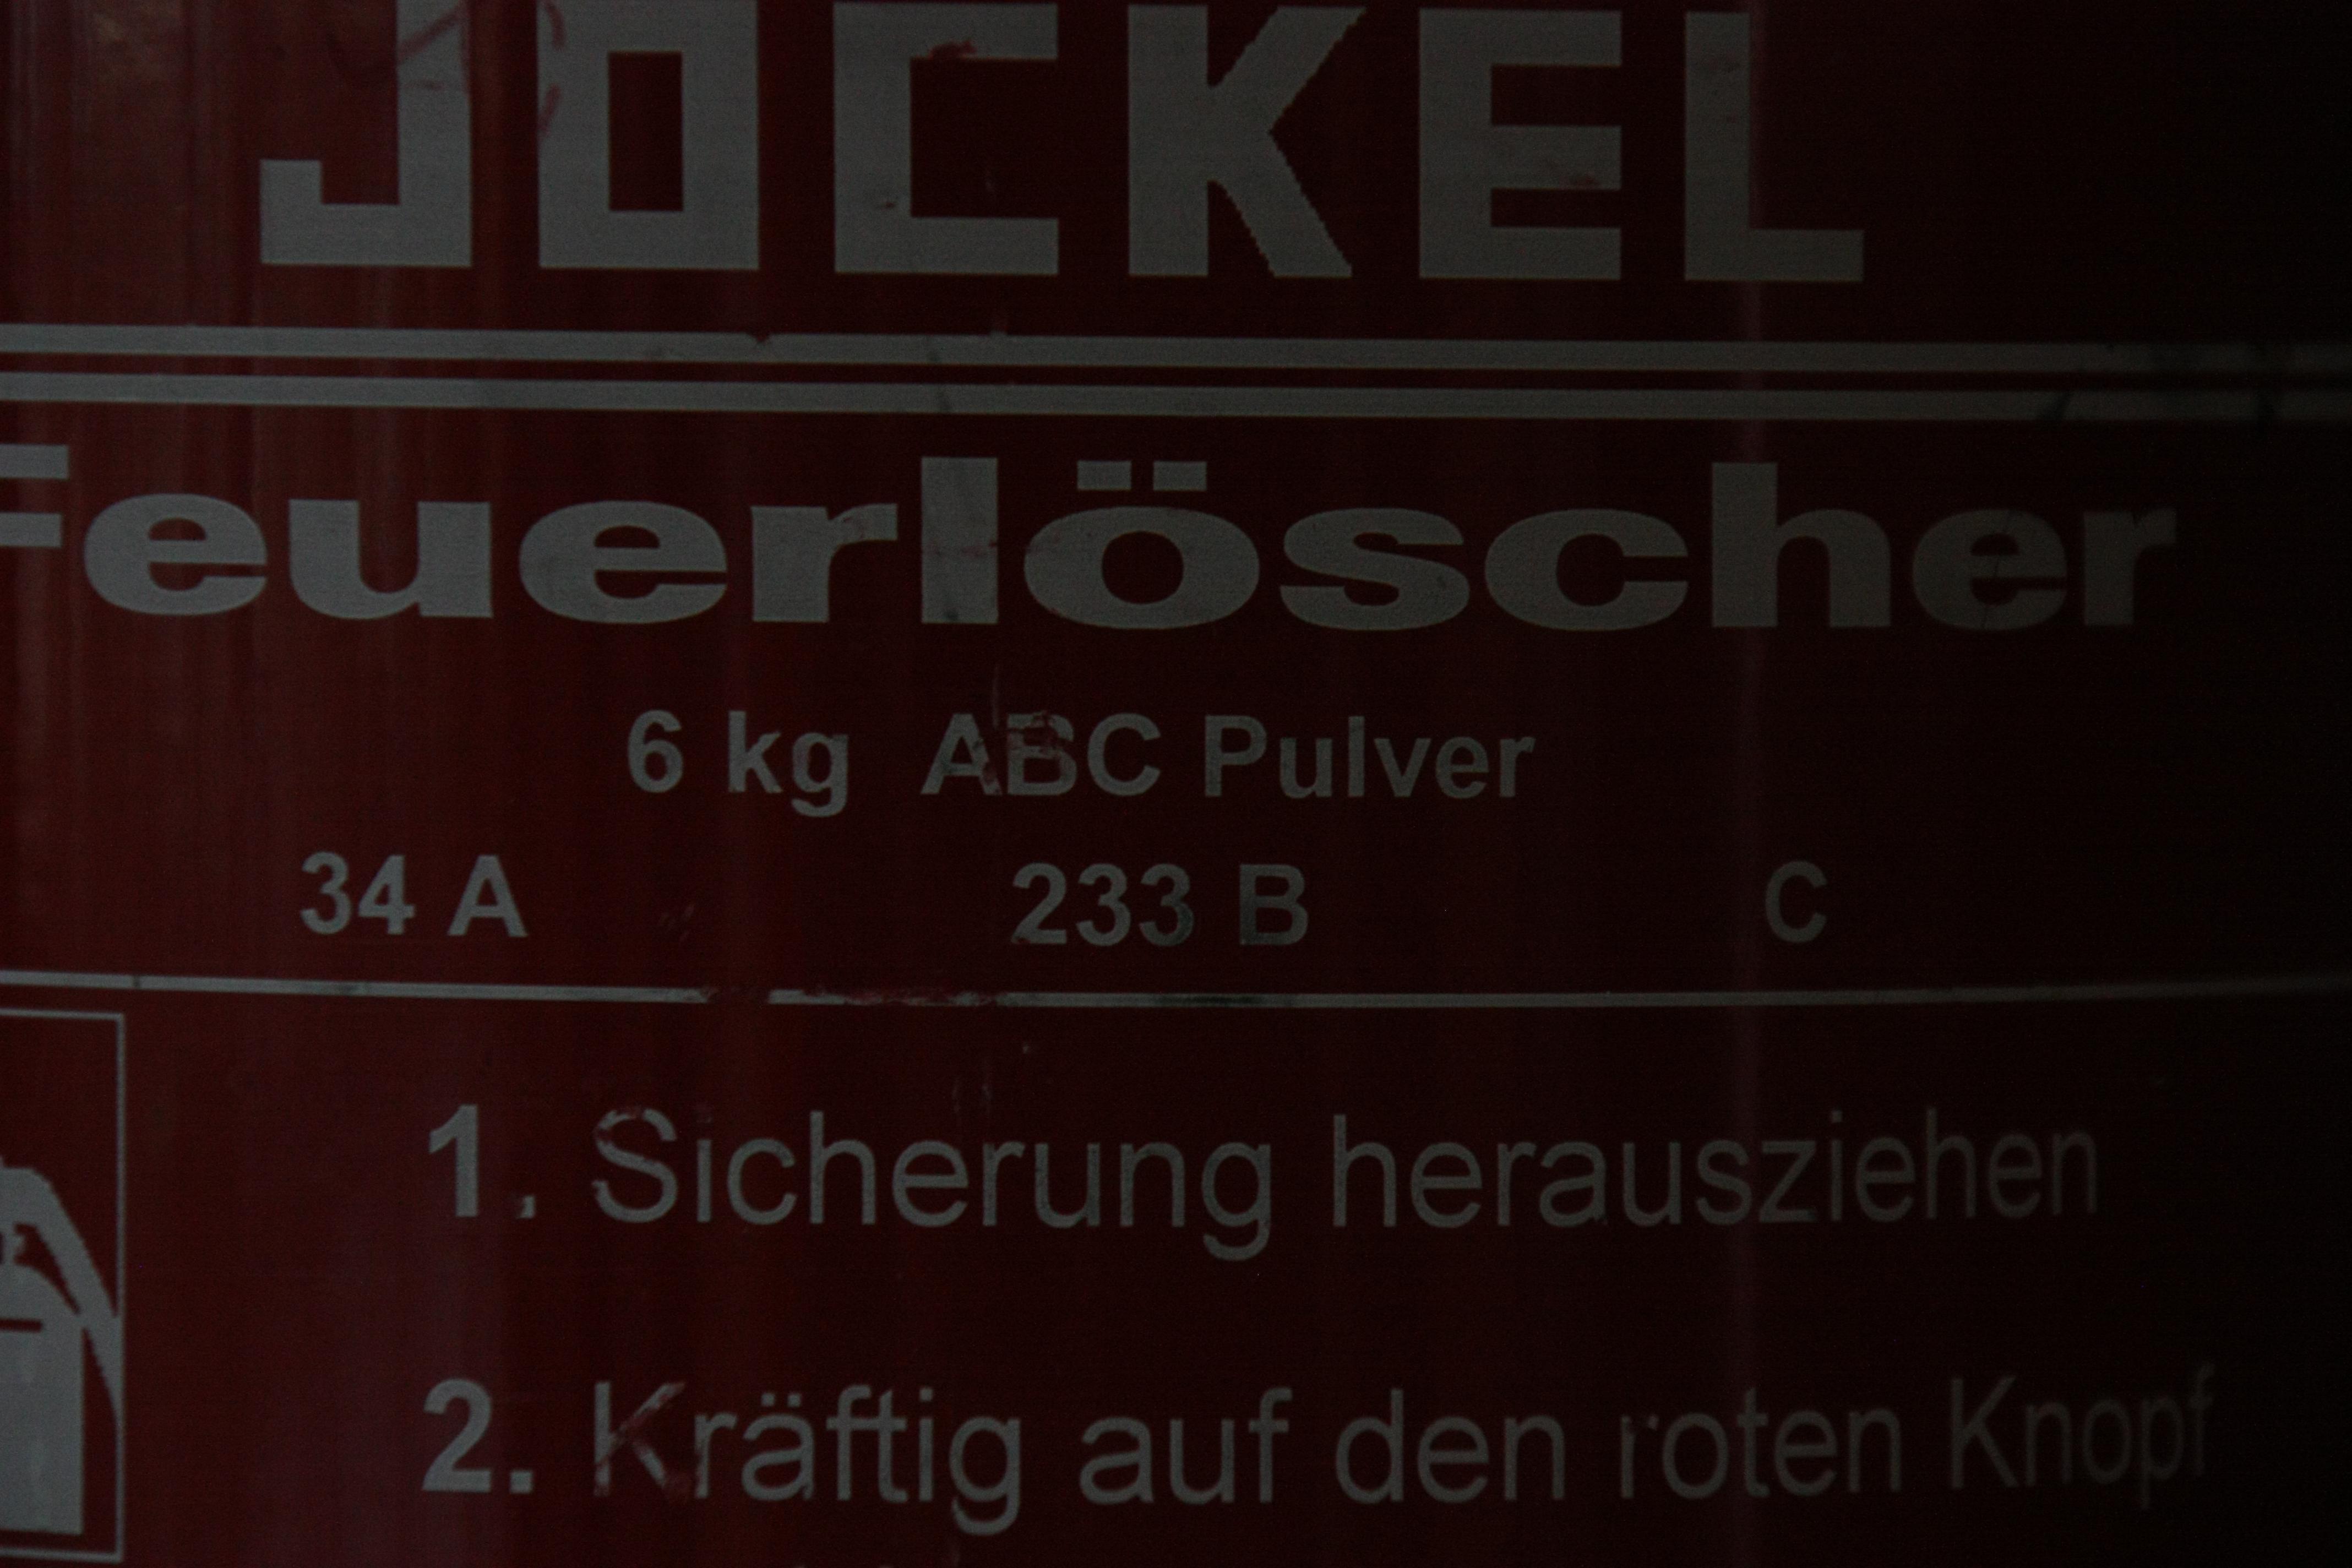 JOCKEL
Feuerlöscher
6 kg ABC Pulver
34 A 233 B C
1. Sicherung herausziehen
2. Kräftig auf den roten Knopf